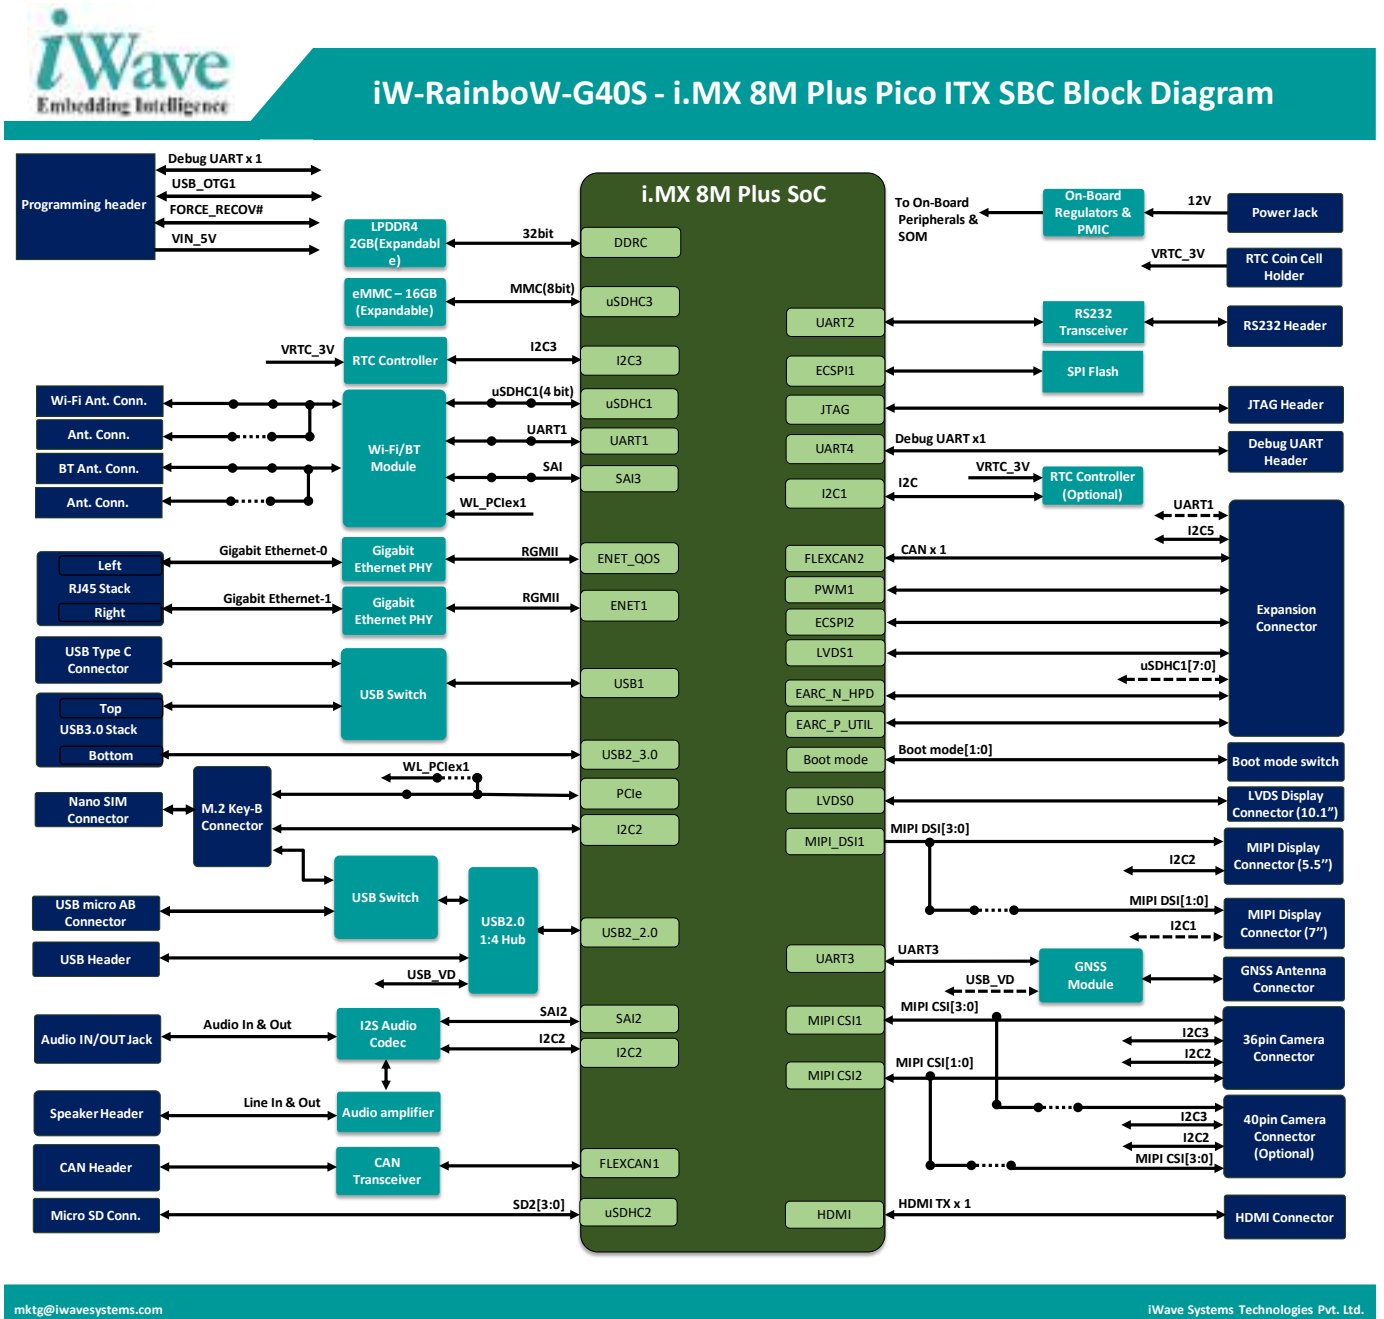 iWave
Embedding Intelligence
iW-RainboW-G40S - i.MX 8M Plus Pico ITX SBC Block Diagram
Programming header
Debug UART x 1
USB_OTG1
FORCE_RECOV#
VIN_5V
LPDDR4
2GB(Expandabl
e)
32bit
eMMC – 16GB
(Expandable)
MMC(8bit)
VRTC_3V
RTC Controller
I2C3
Wi-Fi Ant. Conn.
Ant. Conn.
BT Ant. Conn.
Ant. Conn.
Wi-Fi/BT
Module
uSDHC1(4 bit)
UART1
SAI
WL_PCIex1
Left
RJ45 Stack
Right
Gigabit Ethernet-0
Gigabit
Ethernet PHY
RGMII
Gigabit Ethernet-1
Gigabit
Ethernet PHY
RGMII
USB Type C
Connector
Top
USB3.0 Stack
Bottom
USB Switch
WL_PCIex1
Nano SIM
Connector
M.2 Key-B
Connector
USB Switch
USB2.0
1:4 Hub
USB micro AB
Connector
USB Header
USB_VD
Audio IN/OUT Jack
Audio In & Out
I2S Audio
Codec
SAI2
I2C2
Speaker Header
Line In & Out
Audio amplifier
CAN Header
CAN
Transceiver
Micro SD Conn.
SD2[3:0]
i.MX 8M Plus SoC
DDRC
uSDHC3
I2C3
uSDHC1
UART1
SAI3
ENET_QOS
ENET1
USB1
USB2_3.0
PCIe
I2C2
USB2_2.0
SAI2
I2C2
FLEXCAN1
uSDHC2
UART2
ECSPI1
JTAG
UART4
I2C1
FLEXCAN2
PWM1
ECSPI2
LVDS1
EARC_N_HPD
EARC_P_UTIL
Boot mode
LVDS0
MIPI_DSI1
UART3
MIPI CSI1
MIPI CSI2
HDMI
To On-Board
Peripherals &
SOM
On-Board
Regulators &
PMIC
12V
Power Jack
VRTC_3V
RTC Coin Cell
Holder
RS232
Transceiver
RS232 Header
SPI Flash
JTAG Header
Debug UART x1
Debug UART
Header
VRTC_3V
I2C
RTC Controller
(Optional)
UART1
I2C5
CAN x 1
uSDHC1[7:0]
Expansion
Connector
Boot mode[1:0]
Boot mode switch
LVDS Display
Connector (10.1”)
MIPI DSI[3:0]
I2C2
MIPI Display
Connector (5.5”)
MIPI DSI[1:0]
I2C1
MIPI Display
Connector (7”)
UART3
USB_VD
GNSS
Module
GNSS Antenna
Connector
MIPI CSI[3:0]
I2C3
I2C2
36pin Camera
Connector
MIPI CSI[1:0]
I2C3
I2C2
MIPI CSI[3:0]
40pin Camera
Connector
(Optional)
HDMI TX x 1
HDMI Connector
mktg@iwavesystems.com
iWave Systems Technologies Pvt. Ltd.